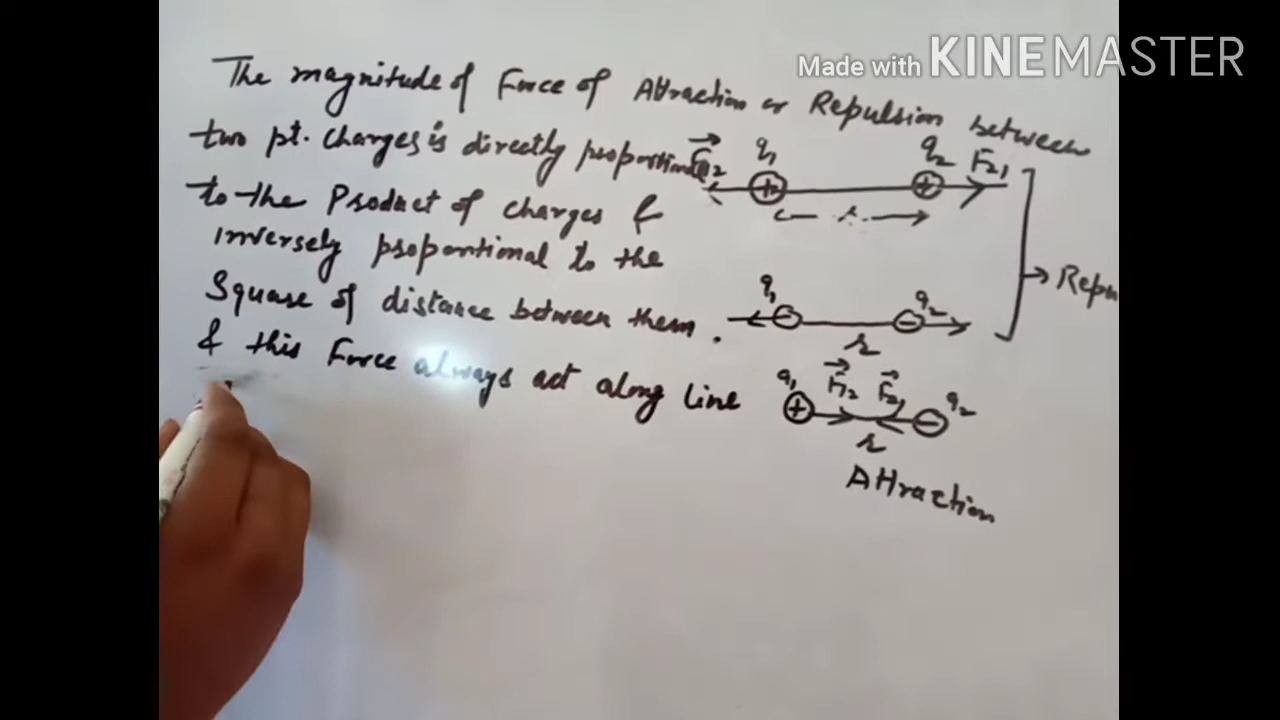 Made with KINEMASTER
The magnitude of Force of Attraction or Repulsion between
two pt. charges is directly proportional
to the Product of charges &
inversely proportional to the
Square of distance between them.
& this Force always act along line
F12 q1 q2 F21
r
q1 q2
r
q1 F12 F21 q2
r
Attraction